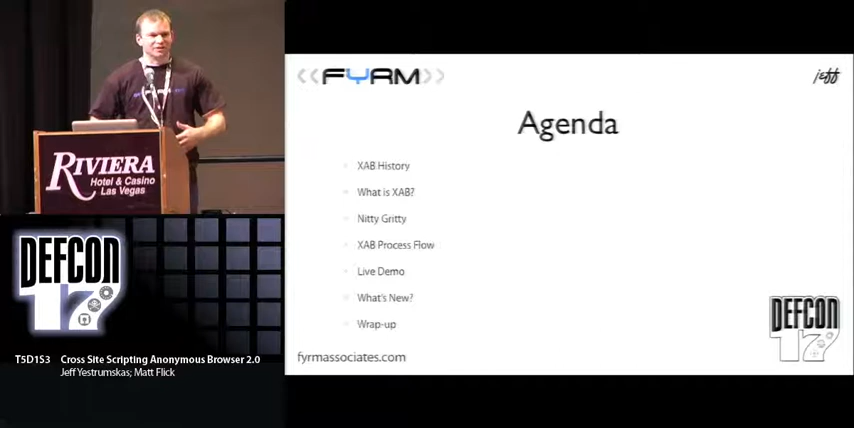 RIVIERA
Hotel & Casino
Las Vegas
DEFCON
17
T5D153 Cross Site Scripting Anonymous Browser 2.0
Jeff Yestrumskas; Matt Flick
((FYRM))
jeff
Agenda
XAB History
What is XAB?
Nitty Gritty
XAB Process Flow
Live Demo
What's New?
Wrap-up
fyrmassociates.com
DEFCON
17